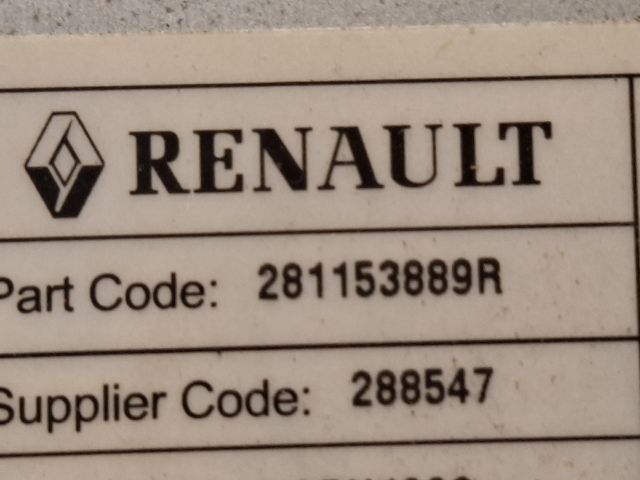 RENAULT
Part Code: 281153889R
Supplier Code: 288547